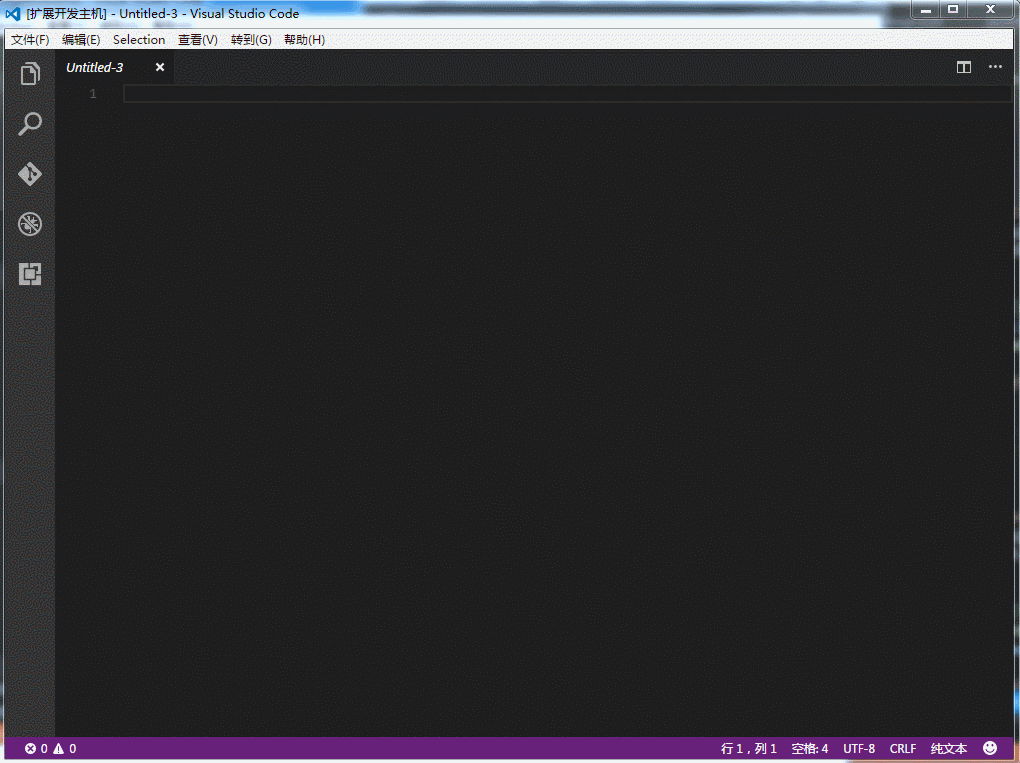 [扩展开发主机] - Untitled-3 - Visual Studio Code
文件(F) 编辑(E) Selection 查看(V) 转到(G) 帮助(H)
Untitled-3
1
0 0 行 1，列 1 空格: 4 UTF-8 CRLF 纯文本